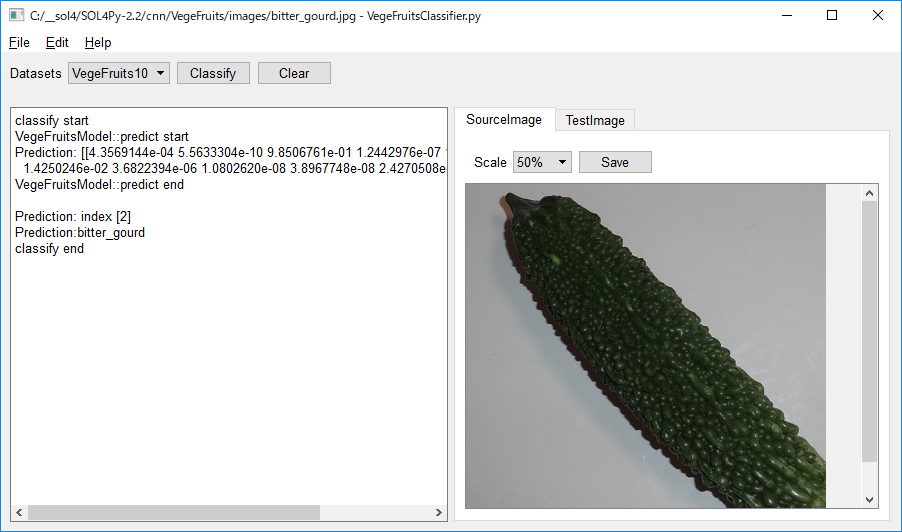 C:/__sol4/SOL4Py-2.2/cnn/VegeFruits/images/bitter_gourd.jpg - VegeFruitsClassifier.py
File Edit Help
Datasets VegeFruits10 Classify Clear
classify start
VegeFruitsModel::predict start
Prediction: [[4.3569144e-04 5.5633304e-10 9.8506761e-01 1.2442976e-07
1.4250246e-02 3.6822394e-06 1.0802620e-08 3.8967748e-08 2.4270508e-
VegeFruitsModel::predict end
Prediction: index [2]
Prediction:bitter_gourd
classify end
SourceImage TestImage
Scale 50% Save